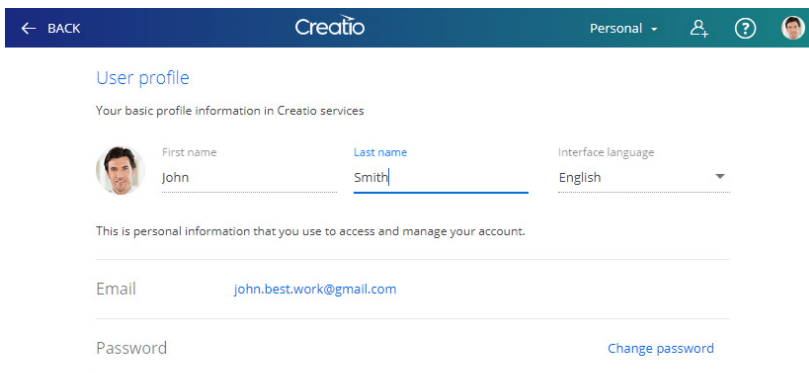 ← BACK Creatio Personal ?
User profile
Your basic profile information in Creatio services
First name Last name Interface language
John Smith English
This is personal information that you use to access and manage your account.
Email john.best.work@gmail.com
Password Change password